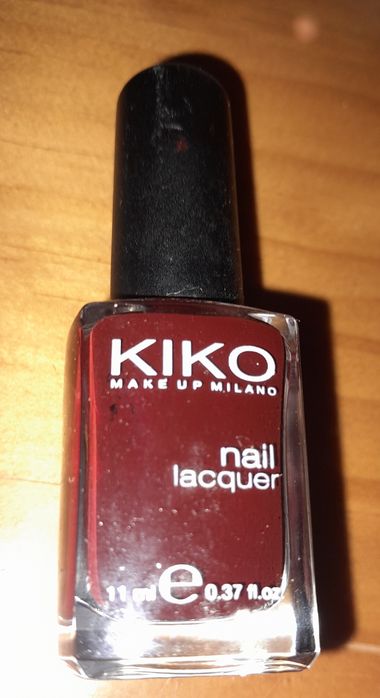 KIKO
MAKE UP MILANO
nail
lacquer
11 ml e 0.37 fl.oz